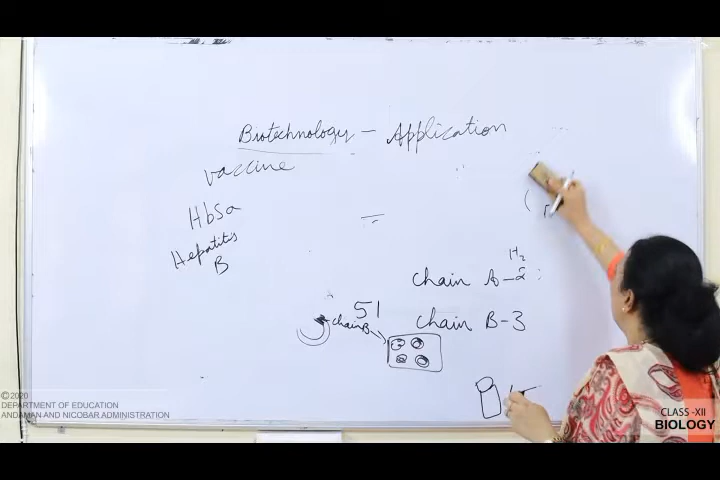 Biotechnology - Application
vaccine
HbSa
Hepatitis
B
H2
chain A-2
51
chain B
chain B-3
©2020
DEPARTMENT OF EDUCATION
ANDAMAN AND NICOBAR ADMINISTRATION
CLASS -XII
BIOLOGY